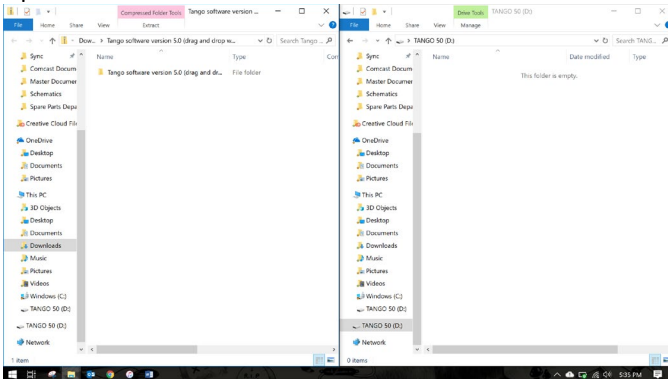 Compressed Folder Tools
Tango software version ...
File
Home
Share
View
Extract
Dow... > Tango software version 5.0 (drag and drop w...
Search Tango ...
Sync
Comcast Docum
Master Documer
Schematics
Spare Parts Depa
Creative Cloud File
OneDrive
Desktop
Documents
Pictures
This PC
3D Objects
Desktop
Documents
Downloads
Music
Pictures
Videos
Windows (C:)
TANGO 50 (D:)
TANGO 50 (D:)
Network
Name
Type
Con
Tango software version 5.0 (drag and dr...
File folder
1 item
Drive Tools
TANGO 50 (D:)
File
Home
Share
View
Manage
> TANGO 50 (D:)
Search TANG...
Sync
Comcast Docum
Master Documer
Schematics
Spare Parts Depa
Creative Cloud File
OneDrive
Desktop
Documents
Pictures
This PC
3D Objects
Desktop
Documents
Downloads
Music
Pictures
Videos
Windows (C:)
TANGO 50 (D:)
TANGO 50 (D:)
Network
Name
Date modified
Type
This folder is empty.
0 items
5:35 PM